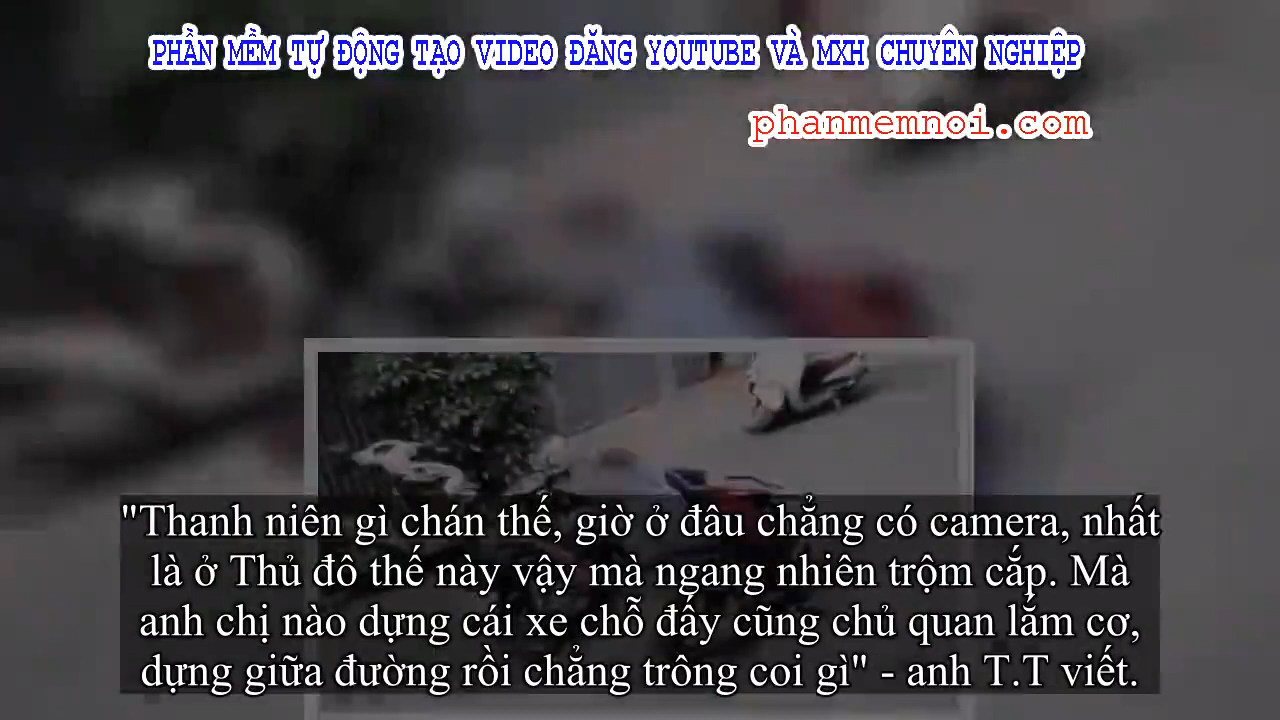 PHẦN MỀM TỰ ĐỘNG TẠO VIDEO ĐĂNG YOUTUBE VÀ MXH CHUYÊN NGHIỆP
phanmemnoi.com
"Thanh niên gì chán thế, giờ ở đâu chẳng có camera, nhất
là ở Thủ đô thế này vậy mà ngang nhiên trộm cắp. Mà
anh chị nào dựng cái xe chỗ đấy cũng chủ quan lắm cơ,
dựng giữa đường rồi chẳng trông coi gì" - anh T.T viết.